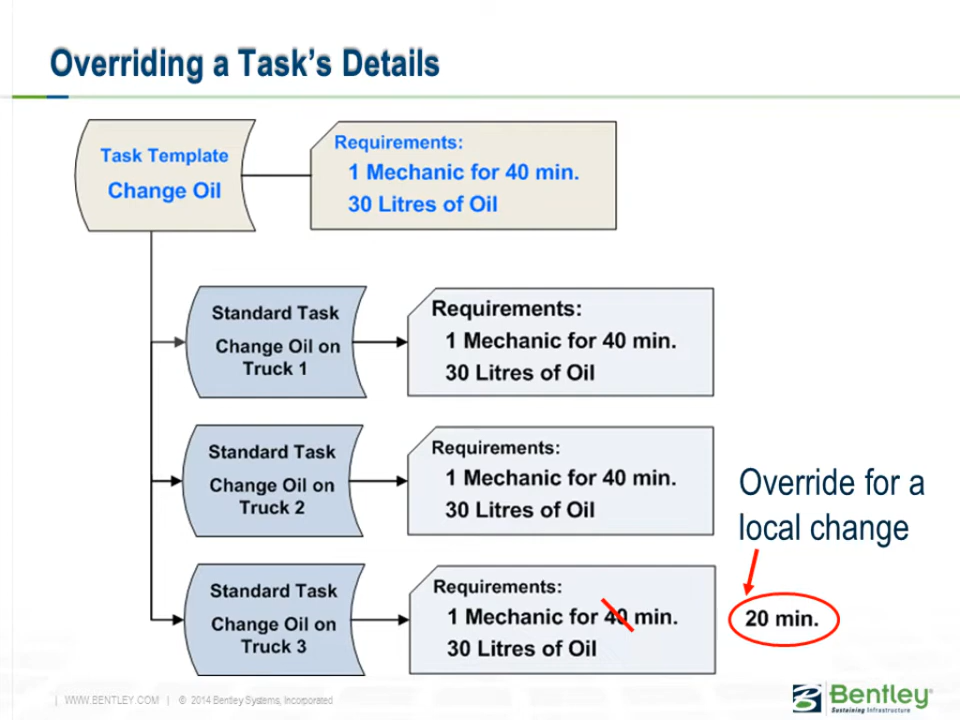 Overriding a Task's Details
Task Template
Change Oil
Requirements:
1 Mechanic for 40 min.
30 Litres of Oil
Standard Task
Change Oil on
Truck 1
Requirements:
1 Mechanic for 40 min.
30 Litres of Oil
Standard Task
Change Oil on
Truck 2
Requirements:
1 Mechanic for 40 min.
30 Litres of Oil
Override for a
local change
Standard Task
Change Oil on
Truck 3
Requirements:
1 Mechanic for 40 min.
30 Litres of Oil
20 min.
| WWW.BENTLEY.COM | © 2014 Bentley Systems, Incorporated
Bentley®
Sustaining Infrastructure